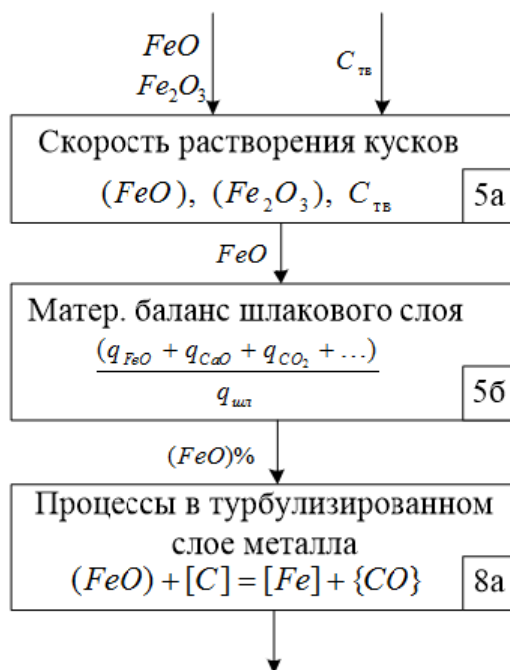 FeO
Fe₂O₃
C тв
Скорость растворения кусков
(FeO), (Fe₂O₃), C тв
5а
FeO
Матер. баланс шлакового слоя
(q FeO + q CaO + q CO₂ + ...)
q шл
5б
(FeO)%
Процессы в турбулизированном
слое металла
(FeO) + [C] = [Fe] + {CO}
8а